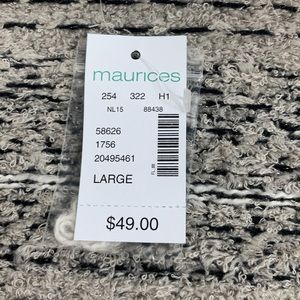 maurices
254 322 H1
NL15 88438
58626
1756
20495461
LARGE
$49.00